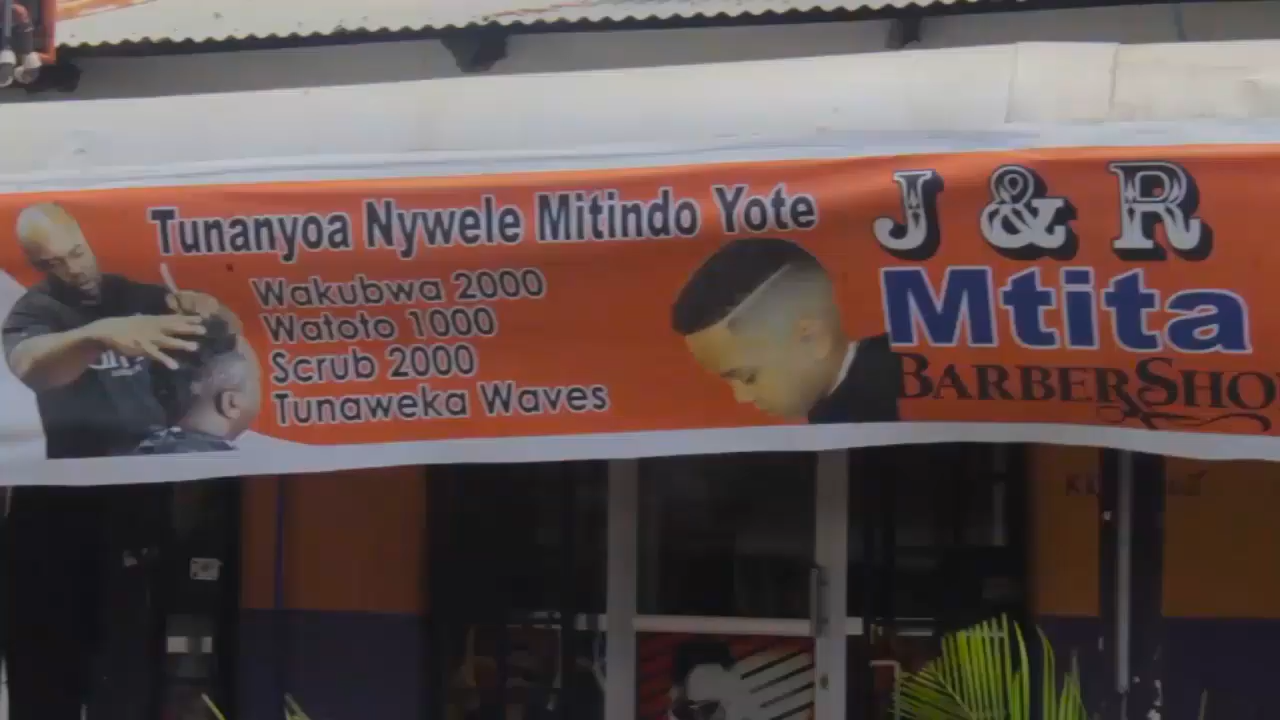 Tunanyoa Nywele Mitindo Yote
Wakubwa 2000
Watoto 1000
Scrub 2000
Tunaweka Waves
J & R
Mtita
BARBERSHO